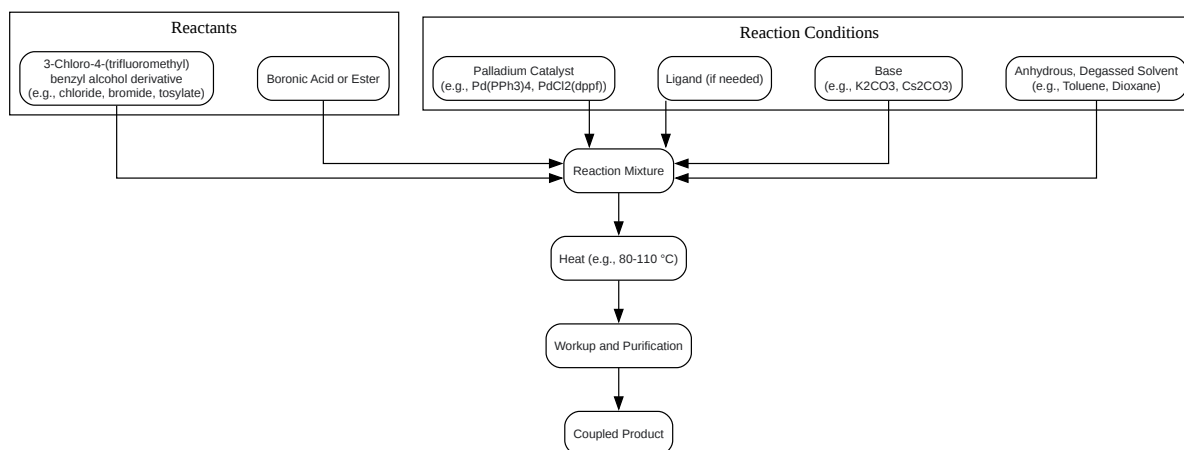 Reactants
Reaction Conditions
3-Chloro-4-(trifluoromethyl)
benzyl alcohol derivative
(e.g., chloride, bromide, tosylate)
Boronic Acid or Ester
Palladium Catalyst
(e.g., Pd(PPh3)4, PdCl2(dppf))
Ligand (if needed)
Base
(e.g., K2CO3, Cs2CO3)
Anhydrous, Degassed Solvent
(e.g., Toluene, Dioxane)
Reaction Mixture
Heat (e.g., 80-110 °C)
Workup and Purification
Coupled Product